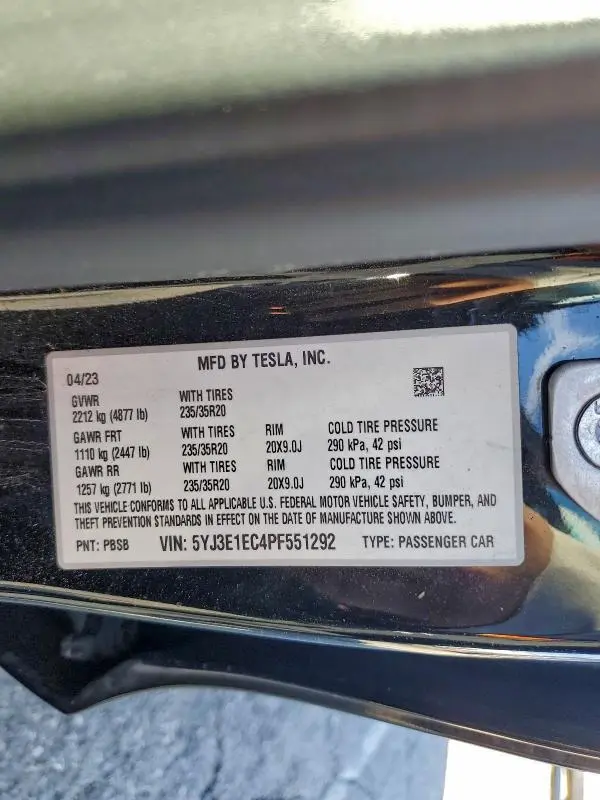 MFD BY TESLA, INC.
04/23
GVWR WITH TIRES
2212 kg (4877 lb) 235/35R20
GAWR FRT WITH TIRES RIM COLD TIRE PRESSURE
1110 kg (2447 lb) 235/35R20 20X9.0J 290 kPa, 42 psi
GAWR RR WITH TIRES RIM COLD TIRE PRESSURE
1257 kg (2771 lb) 235/35R20 20X9.0J 290 kPa, 42 psi
THIS VEHICLE CONFORMS TO ALL APPLICABLE U.S. FEDERAL MOTOR VEHICLE SAFETY, BUMPER, AND
THEFT PREVENTION STANDARDS IN EFFECT ON THE DATE OF MANUFACTURE SHOWN ABOVE.
PNT: PBSB VIN: 5YJ3E1EC4PF551292 TYPE: PASSENGER CAR